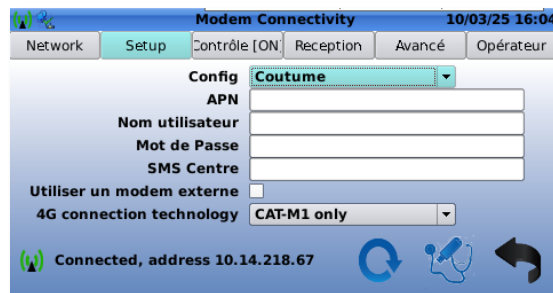 Modem Connectivity 10/03/25 16:04
Network Setup Contrôle [ON] Reception Avancé Opérateur
Config Coutume
APN
Nom utilisateur
Mot de Passe
SMS Centre
Utiliser un modem externe
4G connection technology CAT-M1 only
Connected, address 10.14.218.67